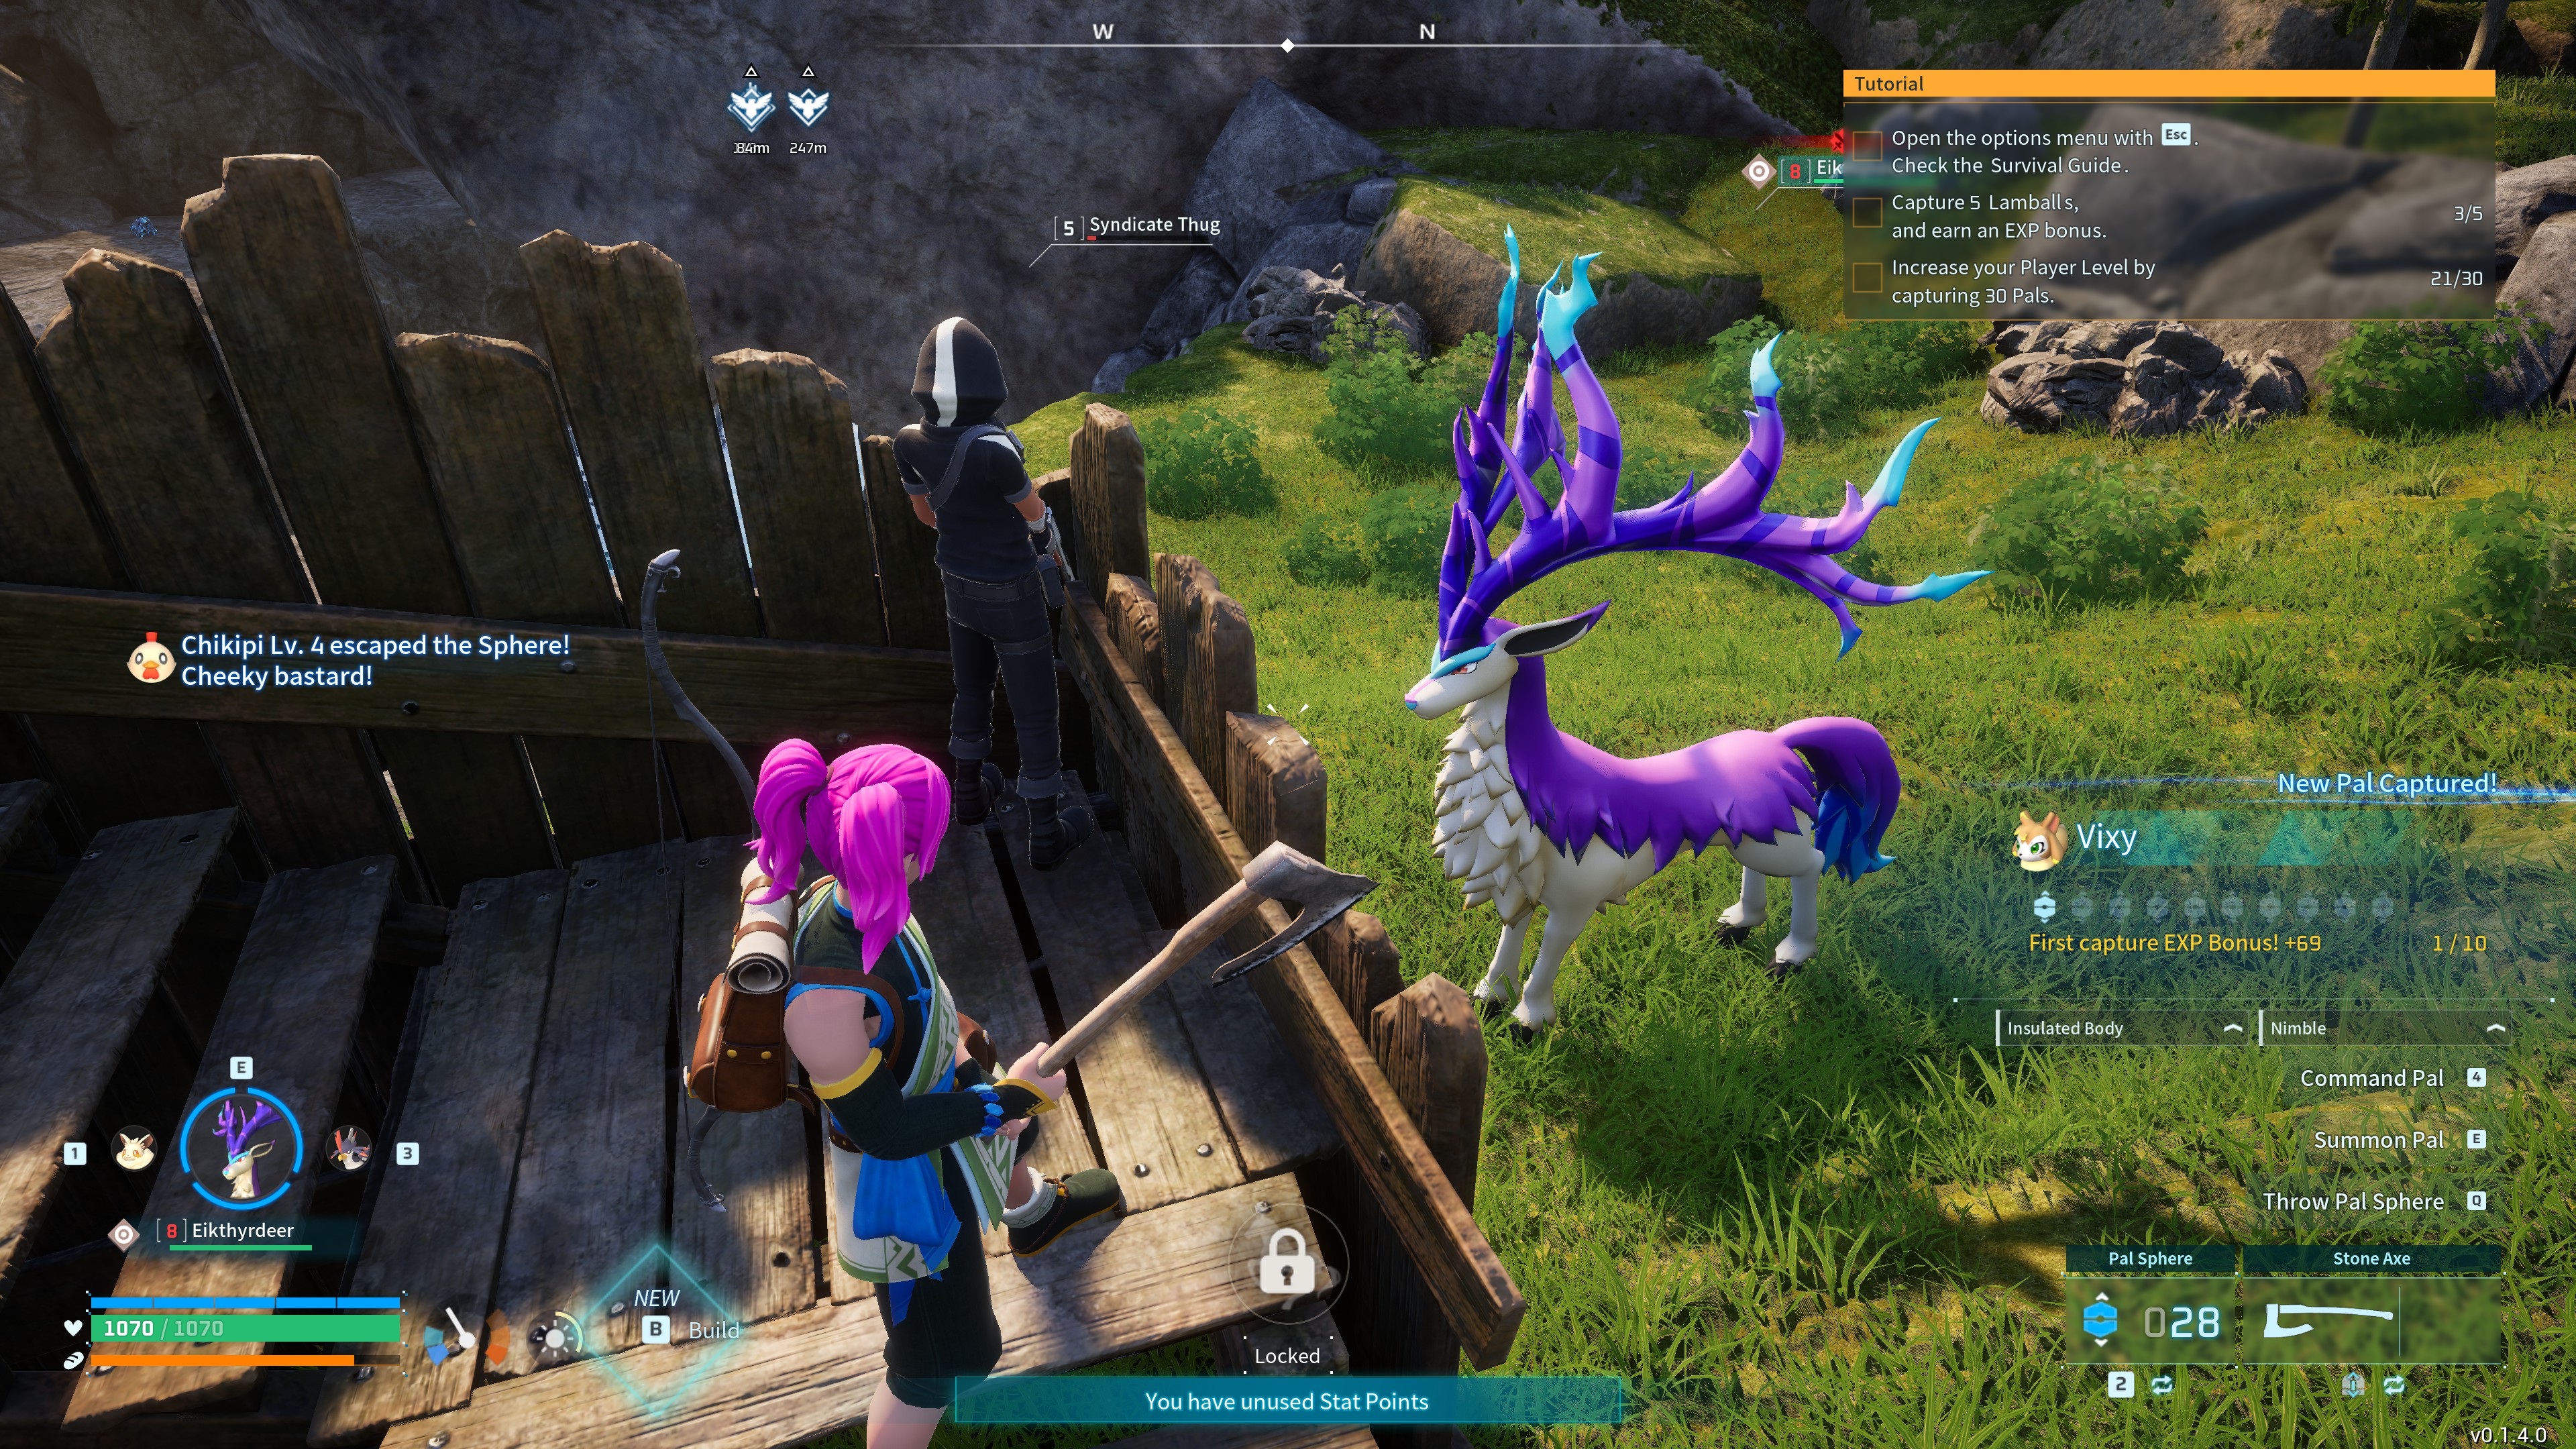 W
N
84m
247m
Tutorial
Open the options menu with Esc.
Check the Survival Guide.
Capture 5 Lamballs,
and earn an EXP bonus.
3/5
Increase your Player Level by
capturing 30 Pals.
21/30
[8] Eik
[5] Syndicate Thug
Chikipi Lv. 4 escaped the Sphere!
Cheeky bastard!
New Pal Captured!
Vixy
First capture EXP Bonus! +69
1 / 10
Insulated Body
Nimble
Command Pal 4
Summon Pal E
Throw Pal Sphere Q
E
1
3
[8] Eikthyrdeer
1070 / 1070
NEW
B Build
Locked
You have unused Stat Points
Pal Sphere
Stone Axe
028
2
v0.1.4.0